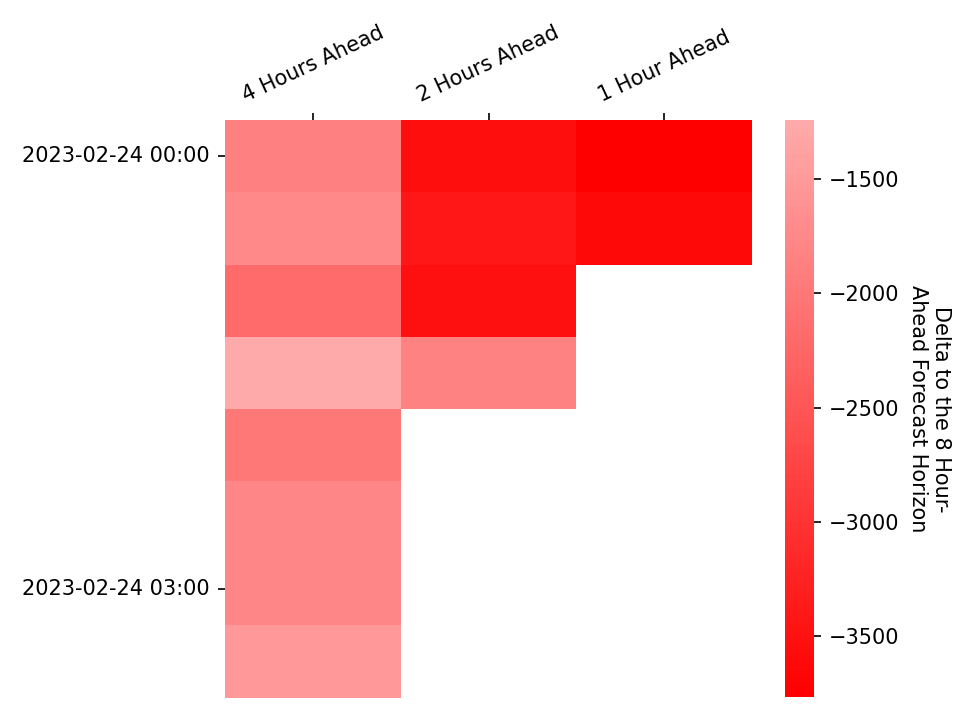 4 Hours Ahead
2 Hours Ahead
1 Hour Ahead
2023-02-24 00:00
2023-02-24 03:00
−1500
−2000
−2500
−3000
−3500
Delta to the 8 Hour-
Ahead Forecast Horizon